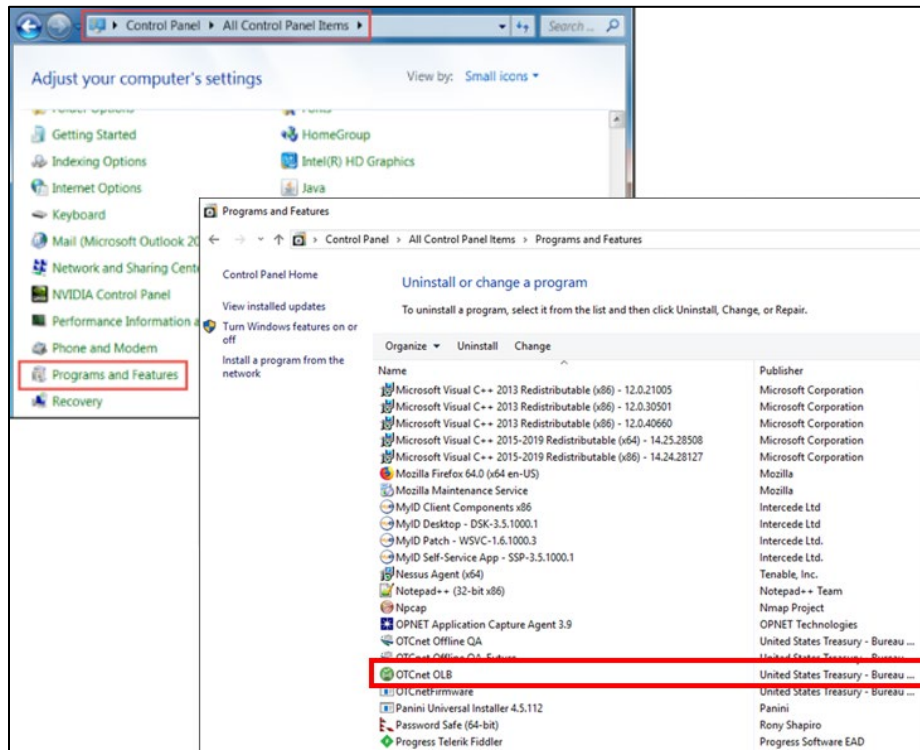 Control Panel ▸ All Control Panel Items ▸
Search ...
Adjust your computer's settings
View by: Small icons
Folder Options
Fonts
Getting Started
HomeGroup
Indexing Options
Intel(R) HD Graphics
Internet Options
Java
Keyboard
Mail (Microsoft Outlook 20
Network and Sharing Cent
NVIDIA Control Panel
Performance Information a
Phone and Modem
Programs and Features
Recovery
Programs and Features
Control Panel > All Control Panel Items > Programs and Features
Control Panel Home
View installed updates
Turn Windows features on or
off
Install a program from the
network
Uninstall or change a program
To uninstall a program, select it from the list and then click Uninstall, Change, or Repair.
Organize Uninstall Change
Name Publisher
Microsoft Visual C++ 2013 Redistributable (x86) - 12.0.21005 Microsoft Corporation
Microsoft Visual C++ 2013 Redistributable (x86) - 12.0.30501 Microsoft Corporation
Microsoft Visual C++ 2013 Redistributable (x86) - 12.0.40660 Microsoft Corporation
Microsoft Visual C++ 2015-2019 Redistributable (x64) - 14.25.28508 Microsoft Corporation
Microsoft Visual C++ 2015-2019 Redistributable (x86) - 14.24.28127 Microsoft Corporation
Mozilla Firefox 64.0 (x64 en-US) Mozilla
Mozilla Maintenance Service Mozilla
MyID Client Components x86 Intercede Ltd
MyID Desktop - DSK-3.5.1000.1 Intercede Ltd
MyID Patch - WSVC-1.6.1000.3 Intercede Ltd.
MyID Self-Service App - SSP-3.5.1000.1 Intercede Ltd.
Nessus Agent (x64) Tenable, Inc.
Notepad++ (32-bit x86) Notepad++ Team
Npcap Nmap Project
OPNET Application Capture Agent 3.9 OPNET Technologies
OTCnet Offline QA United States Treasury - Bureau ...
OTCnet Offline QA-Future United States Treasury - Bureau ...
OTCnet OLB United States Treasury - Bureau ...
OTCnetFirmware United States Treasury - Bureau ...
Panini Universal Installer 4.5.112 Panini
Password Safe (64-bit) Rony Shapiro
Progress Telerik Fiddler Progress Software EAD